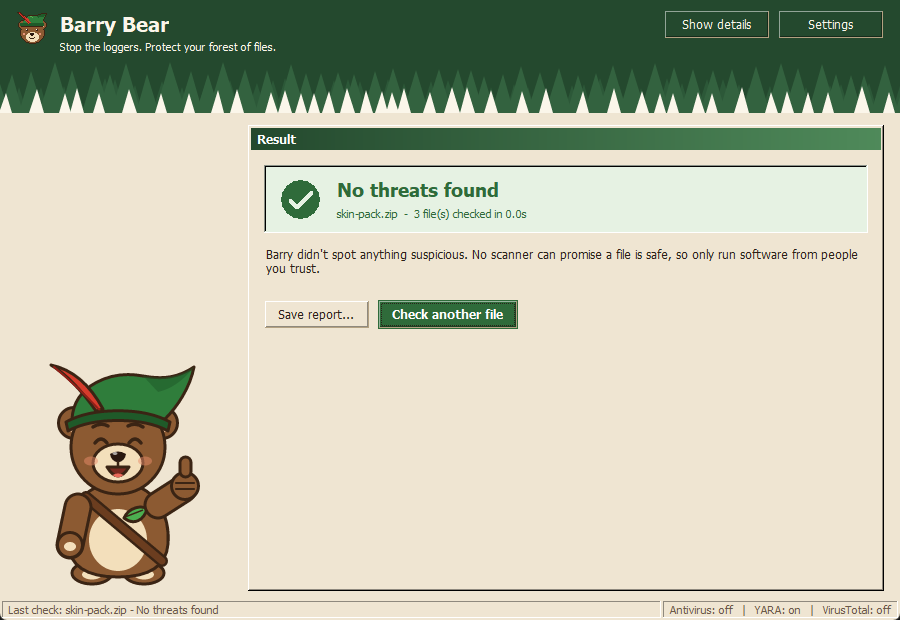 Barry Bear
Stop the loggers. Protect your forest of files.
Show details
Settings
Result
No threats found
skin-pack.zip - 3 file(s) checked in 0.0s
Barry didn't spot anything suspicious. No scanner can promise a file is safe, so only run software from people
you trust.
Save report...
Check another file
Last check: skin-pack.zip - No threats found
Antivirus: off | YARA: on | VirusTotal: off